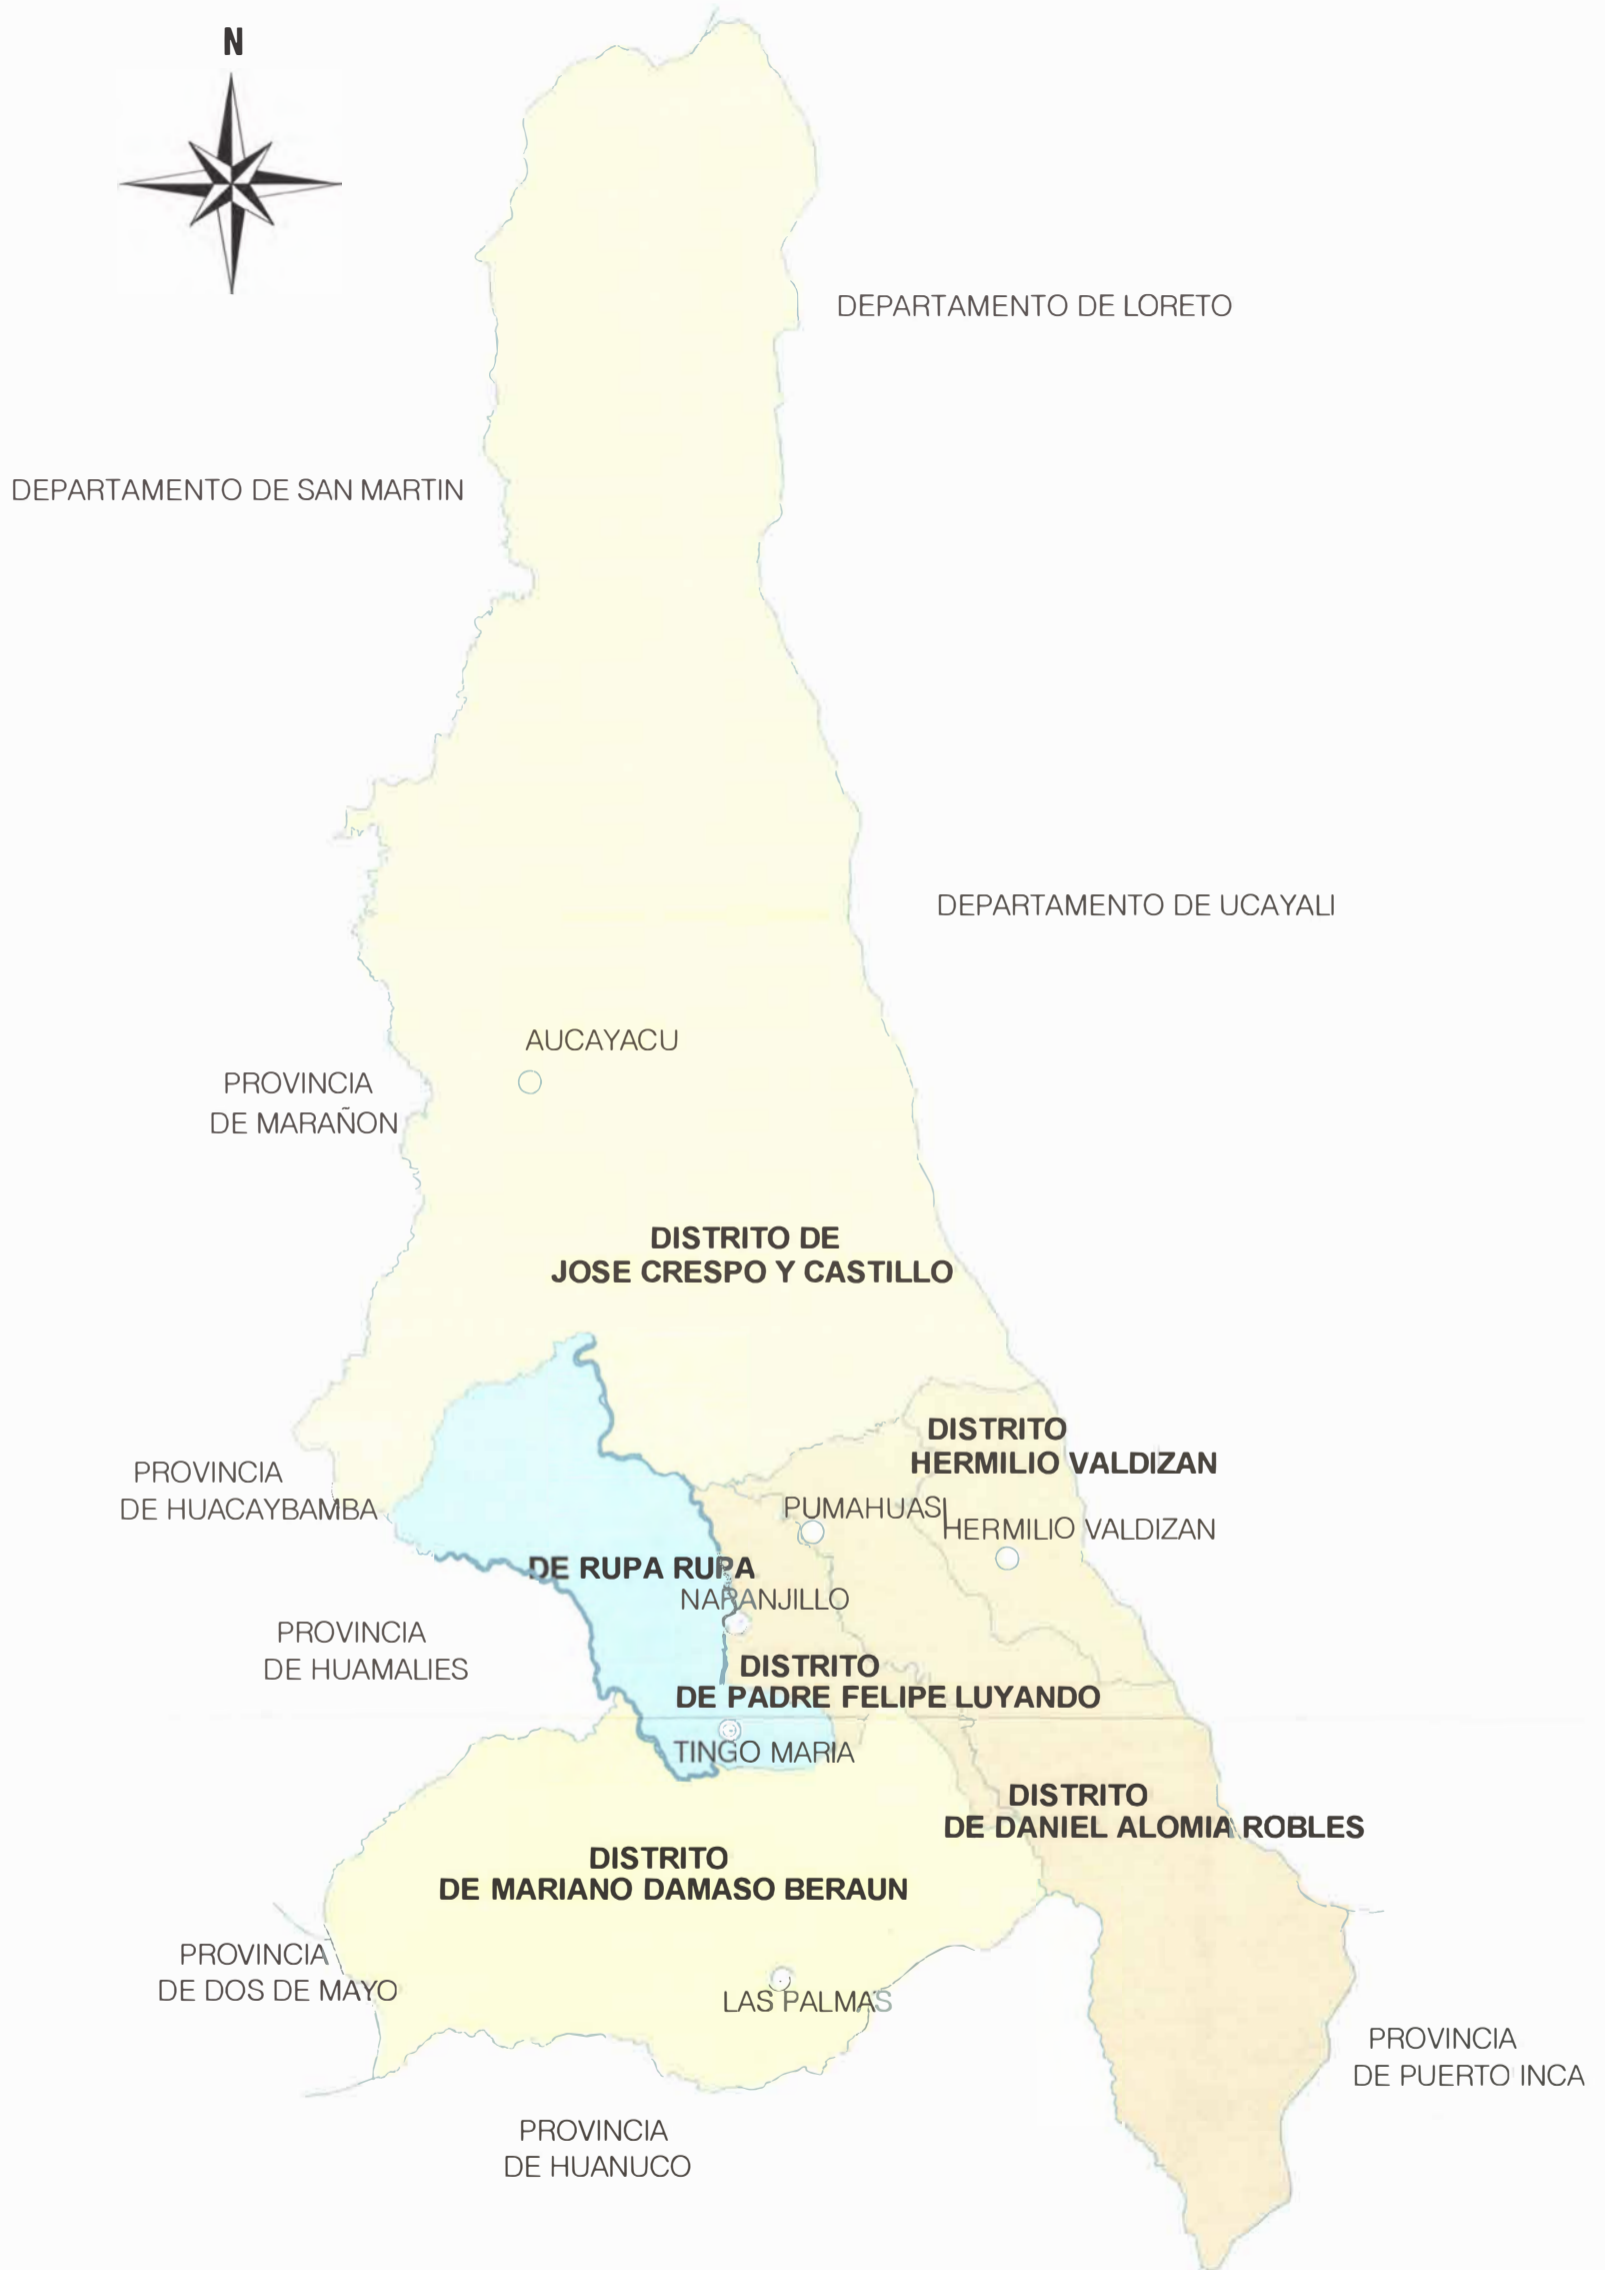 N
DEPARTAMENTO DE LORETO
DEPARTAMENTO DE SAN MARTIN
DEPARTAMENTO DE UCAYALI
AUCAYACU
PROVINCIA
DE MARAÑON
DISTRITO DE
JOSE CRESPO Y CASTILLO
DISTRITO
HERMILIO VALDIZAN
PROVINCIA
DE HUACAYBAMBA
PUMAHUASI
HERMILIO VALDIZAN
DE RUPA RUPA
NARANJILLO
PROVINCIA
DE HUAMALIES
DISTRITO
DE PADRE FELIPE LUYANDO
TINGO MARIA
DISTRITO
DE DANIEL ALOMIA ROBLES
DISTRITO
DE MARIANO DAMASO BERAUN
PROVINCIA
DE DOS DE MAYO
LAS PALMAS
PROVINCIA
DE PUERTO INCA
PROVINCIA
DE HUANUCO